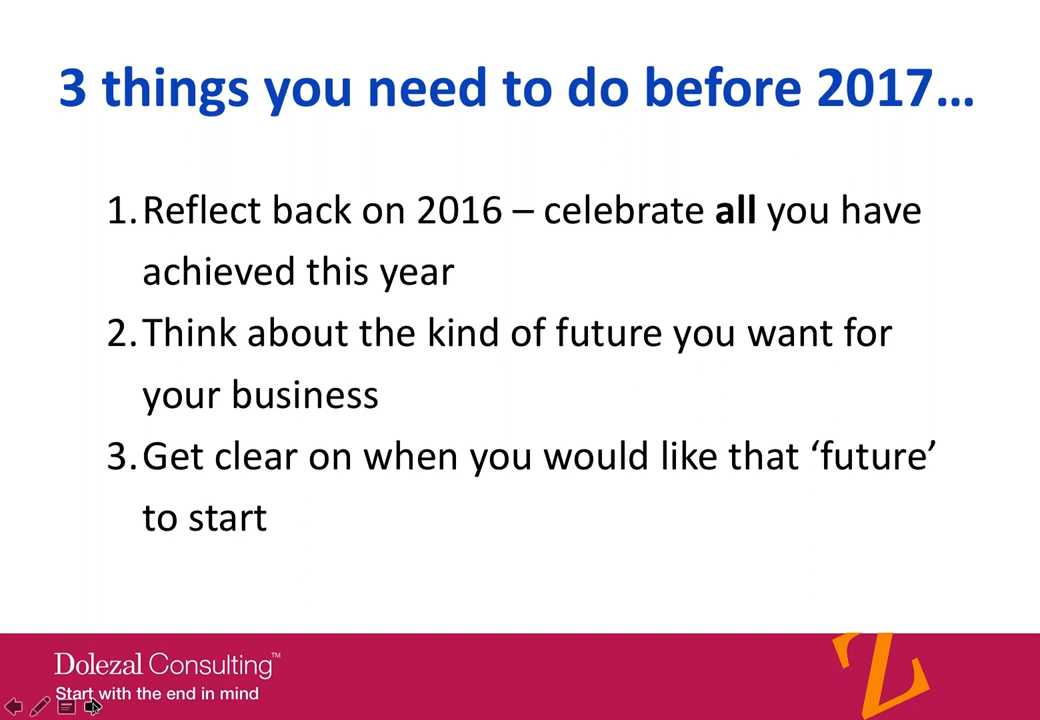 3 things you need to do before 2017…
1. Reflect back on 2016 – celebrate all you have
achieved this year
2. Think about the kind of future you want for
your business
3. Get clear on when you would like that ‘future’
to start
Dolezal Consulting™
Start with the end in mind
Z